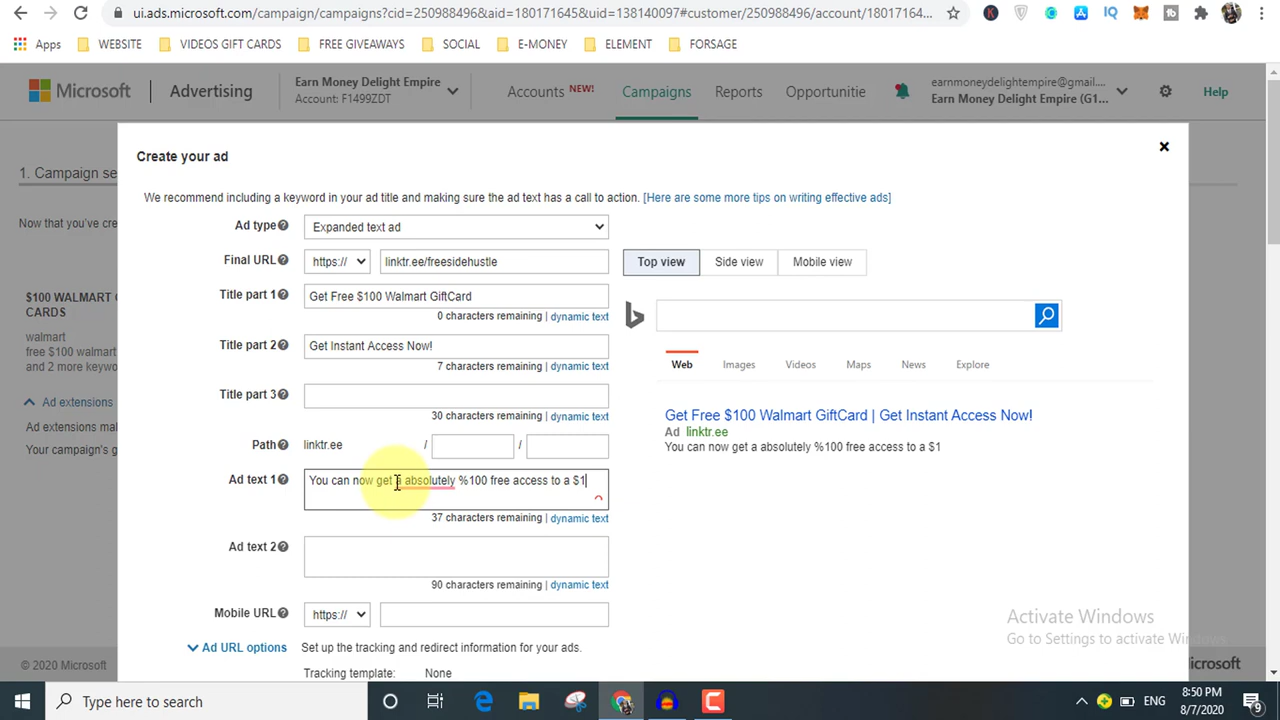 ui.ads.microsoft.com/campaign/campaigns?cid=250988496&aid=180171645&uid=138140097#customer/250988496/account/18017164...
Apps WEBSITE VIDEOS GIFT CARDS FREE GIVEAWAYS SOCIAL E-MONEY ELEMENT FORSAGE
Microsoft Advertising
Earn Money Delight Empire
Account: F1499ZDT
Accounts NEW! Campaigns Reports Opportunitie
earnmoneydelightempire@gmail....
Earn Money Delight Empire (G1...
Help
1. Campaign se
Now that you've cre
$100 WALMART G
CARDS
walmart
free $100 walmart
and 2 more keywo
Ad extensions
Ad extensions mal
Your campaign's g
© 2020 Microsoft
Create your ad
We recommend including a keyword in your ad title and making sure the ad text has a call to action. [Here are some more tips on writing effective ads]
Ad type Expanded text ad
Final URL https:// linktr.ee/freesidehustle
Title part 1 Get Free $100 Walmart GiftCard
0 characters remaining | dynamic text
Title part 2 Get Instant Access Now!
7 characters remaining | dynamic text
Title part 3
30 characters remaining | dynamic text
Path linktr.ee / /
Ad text 1 You can now get a absolutely %100 free access to a $1
37 characters remaining | dynamic text
Ad text 2
90 characters remaining | dynamic text
Mobile URL https://
Ad URL options Set up the tracking and redirect information for your ads.
Tracking template: None
Top view Side view Mobile view
Web Images Videos Maps News Explore
Get Free $100 Walmart GiftCard | Get Instant Access Now!
Ad linktr.ee
You can now get a absolutely %100 free access to a $1
Activate Windows
Go to Settings to activate Windows.
Microsoft
Type here to search
ENG
8:50 PM
8/7/2020
9